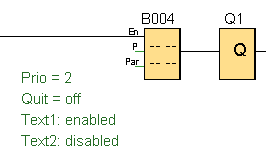 B004 Q1
En
P
Par
Q
Prio = 2
Quit = off
Text1: enabled
Text2: disabled